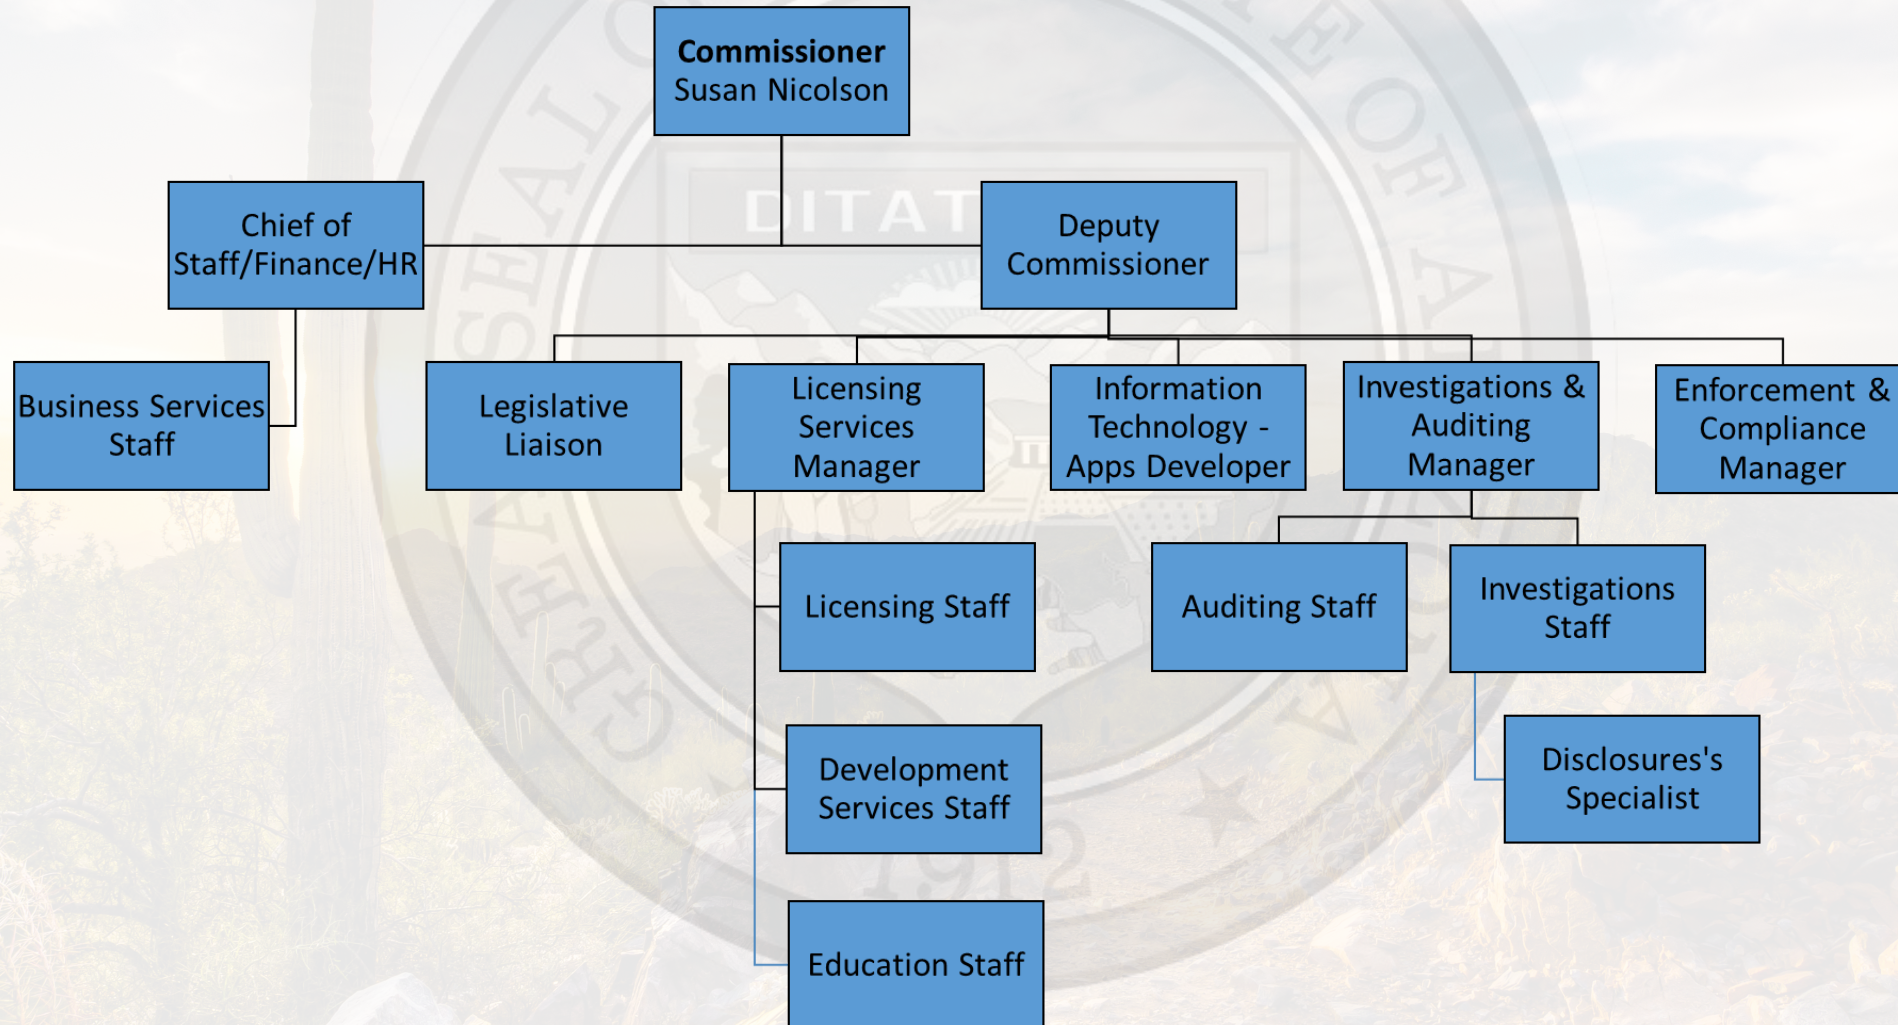 Commissioner
Susan Nicolson
Chief of
Staff/Finance/HR
Deputy
Commissioner
Business Services
Staff
Legislative
Liaison
Licensing
Services
Manager
Information
Technology -
Apps Developer
Investigations &
Auditing
Manager
Enforcement &
Compliance
Manager
Licensing Staff
Auditing Staff
Investigations
Staff
Development
Services Staff
Disclosures's
Specialist
Education Staff
DITAT
1912